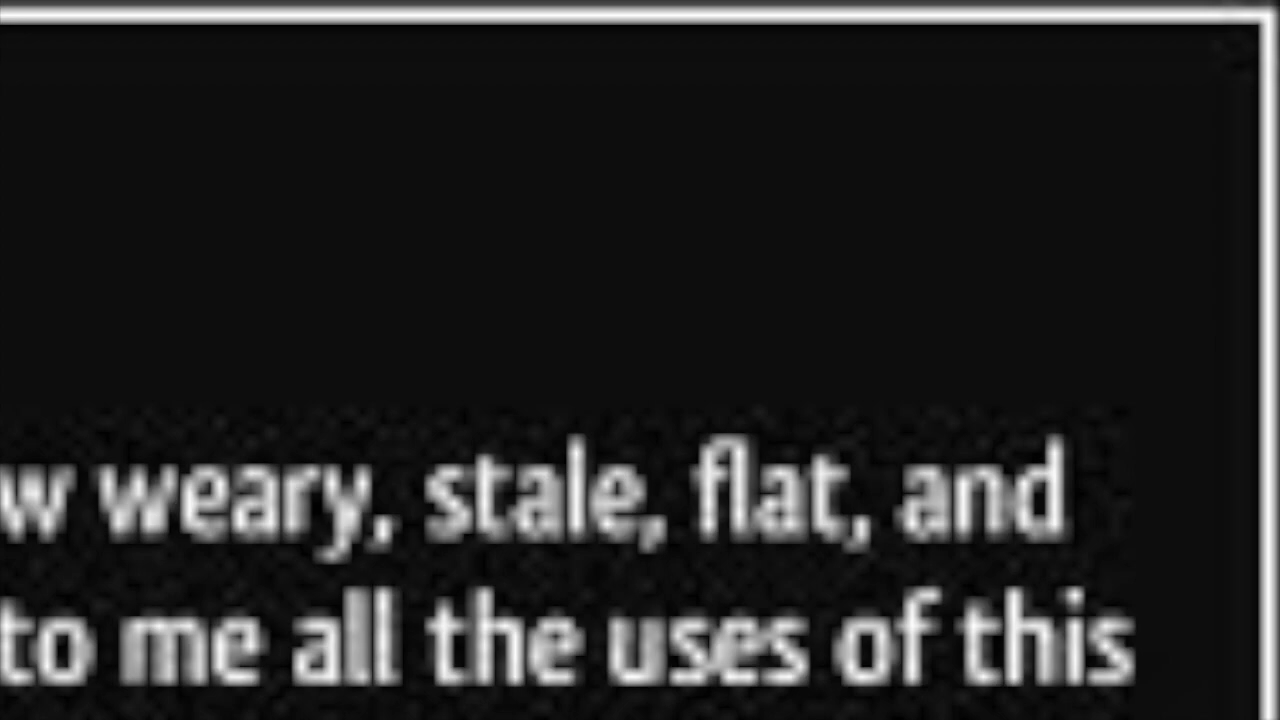 w weary, stale, flat, and
to me all the uses of this